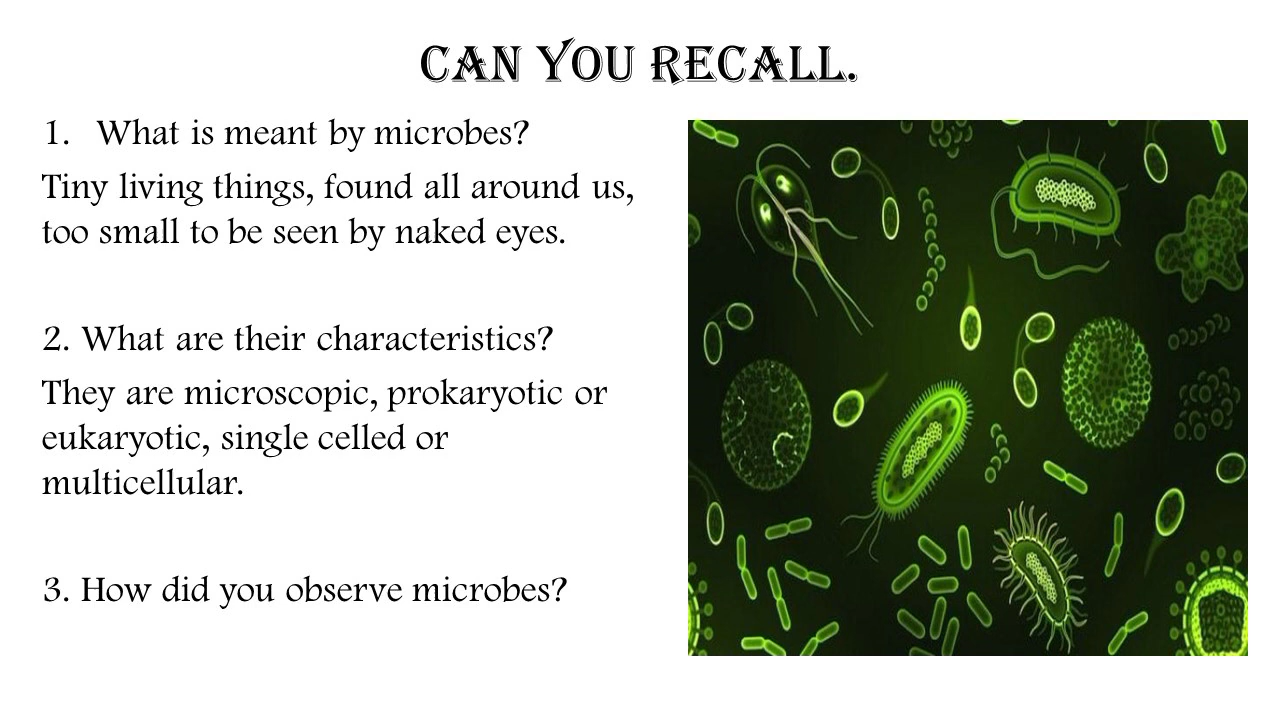 CAN YOU RECALL.
1. What is meant by microbes?
Tiny living things, found all around us,
too small to be seen by naked eyes.
2. What are their characteristics?
They are microscopic, prokaryotic or
eukaryotic, single celled or
multicellular.
3. How did you observe microbes?